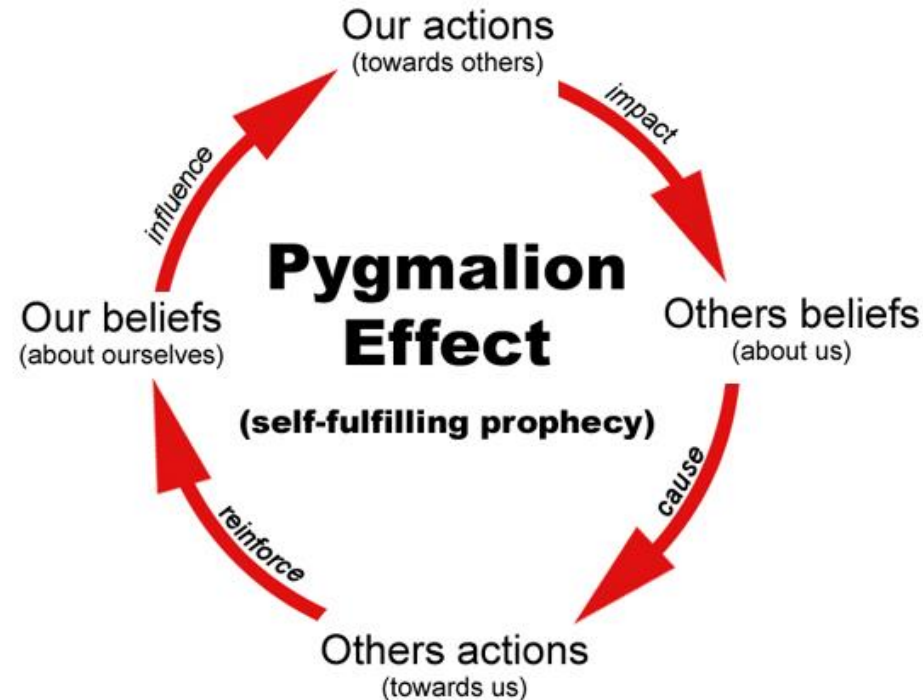 Our actions
(towards others)
impact
Others beliefs
(about us)
cause
Others actions
(towards us)
reinforce
Our beliefs
(about ourselves)
influence
Pygmalion
Effect
(self-fulfilling prophecy)